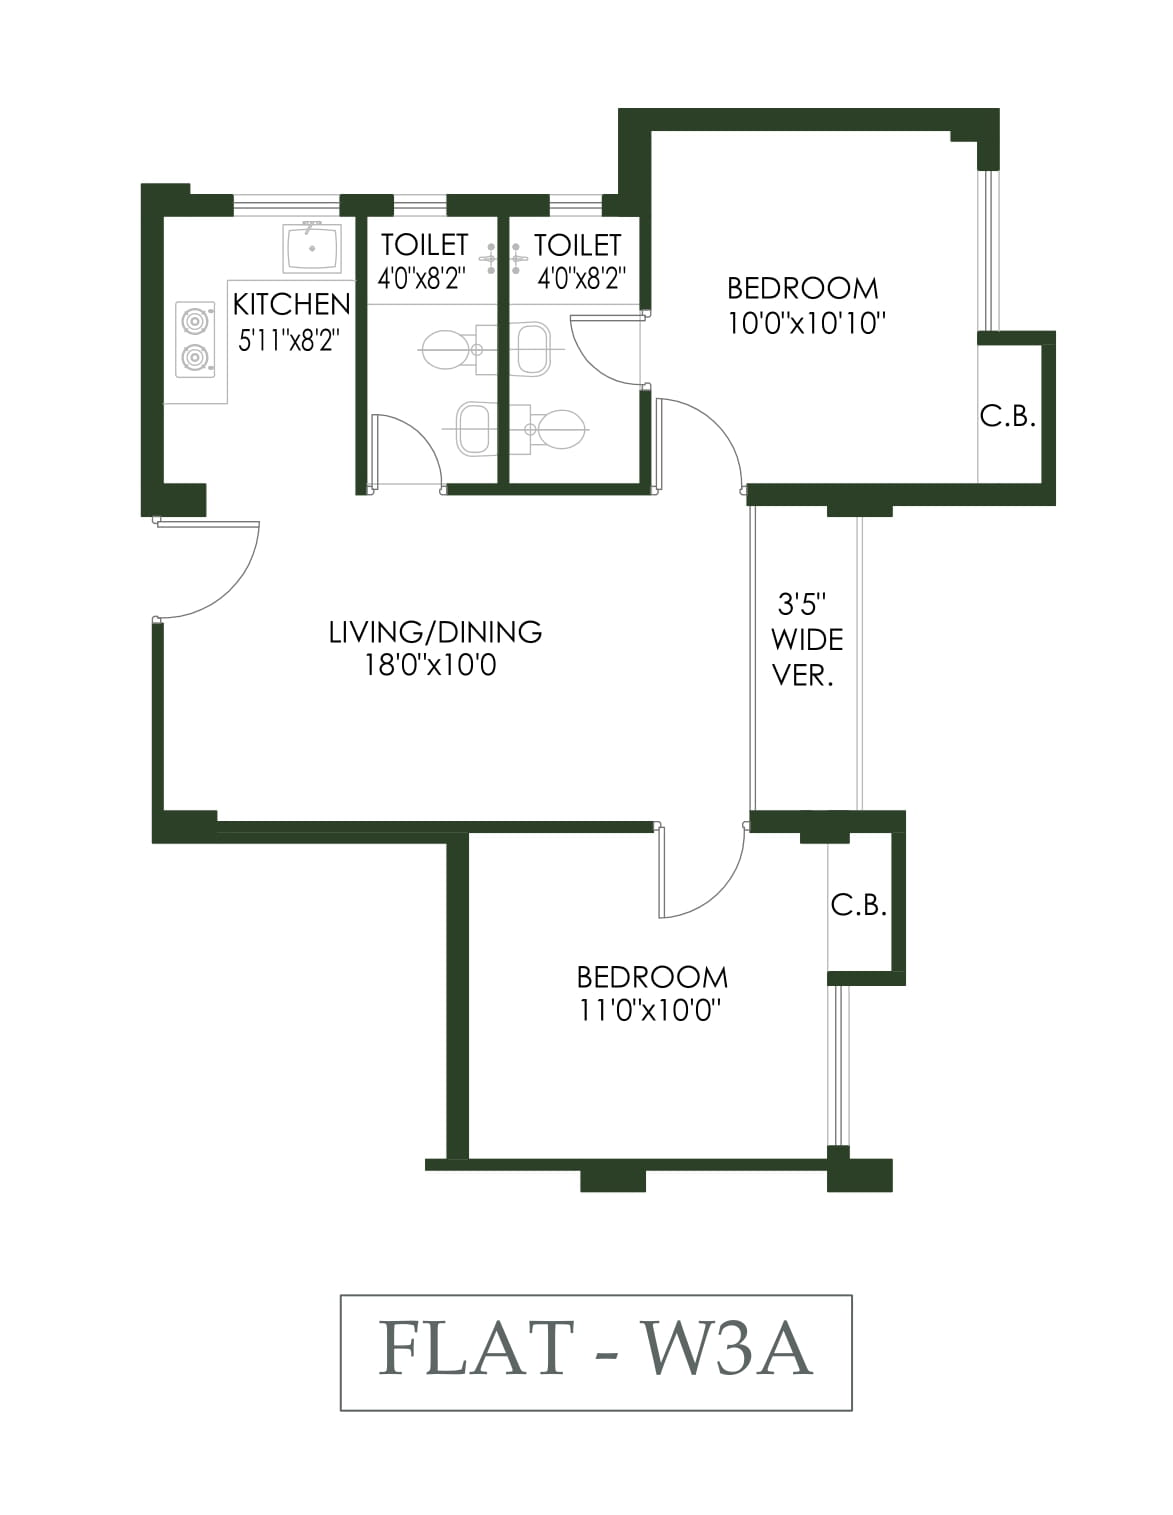 TOILET
4'0"x8'2"
TOILET
4'0"x8'2"
KITCHEN
5'11"x8'2"
BEDROOM
10'0"x10'10"
C.B.
3'5"
WIDE
VER.
LIVING/DINING
18'0"x10'0
C.B.
BEDROOM
11'0"x10'0"
FLAT - W3A